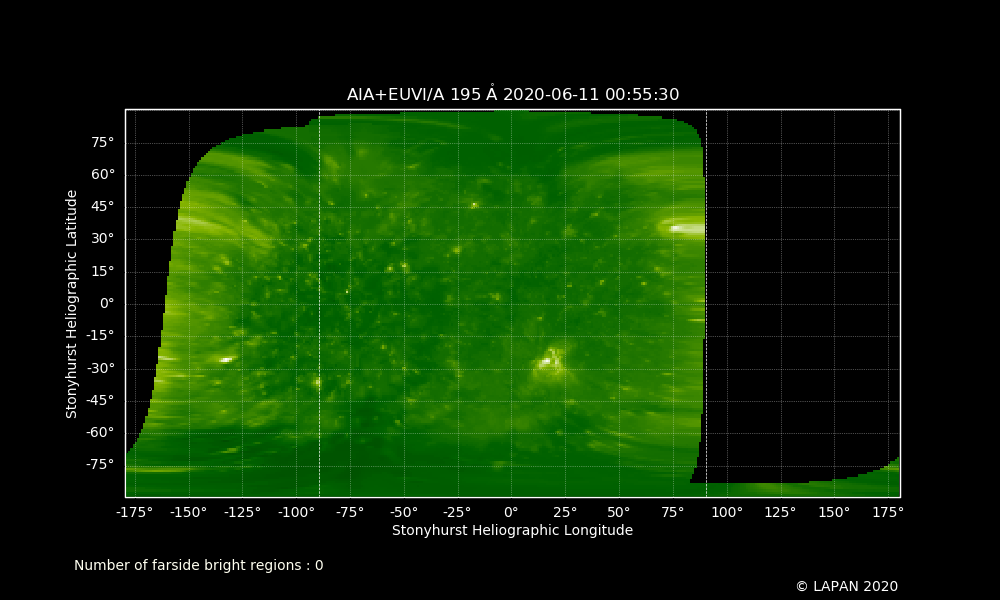 AIA+EUVI/A 195 Å 2020-06-11 00:55:30
75°
60°
45°
30°
15°
0°
-15°
-30°
-45°
-60°
-75°
Stonyhurst Heliographic Latitude
-175° -150° -125° -100° -75° -50° -25° 0° 25° 50° 75° 100° 125° 150° 175°
Stonyhurst Heliographic Longitude
Number of farside bright regions : 0
© LAPAN 2020